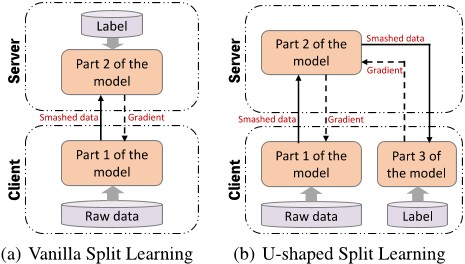 Server
Label
Part 2 of the
model
Smashed data
Gradient
Client
Part 1 of the
model
Raw data
(a) Vanilla Split Learning
Server
Part 2 of the
model
Smashed data
Gradient
Smashed data
Gradient
Client
Part 1 of the
model
Part 3 of
the model
Raw data
Label
(b) U-shaped Split Learning